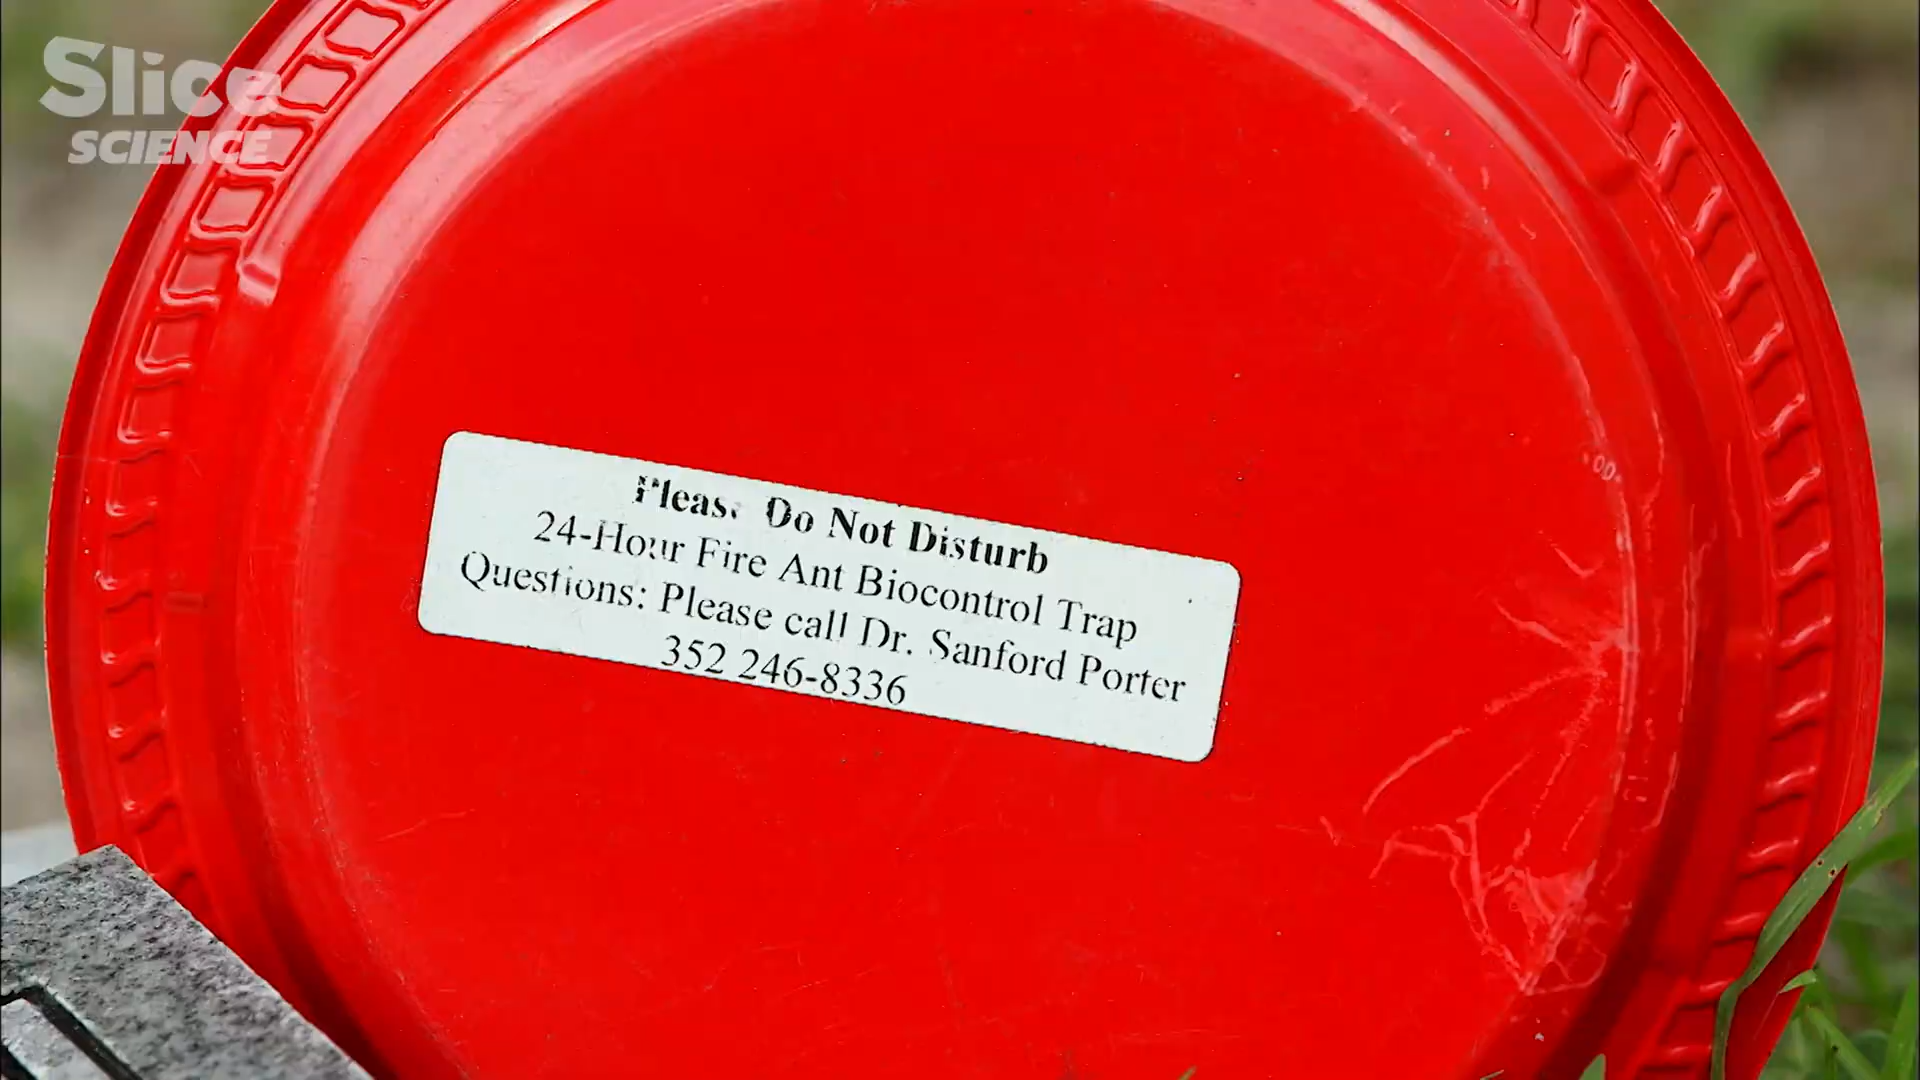 Slice
SCIENCE
Please Do Not Disturb
24-Hour Fire Ant Biocontrol Trap
Questions: Please call Dr. Sanford Porter
352 246-8336